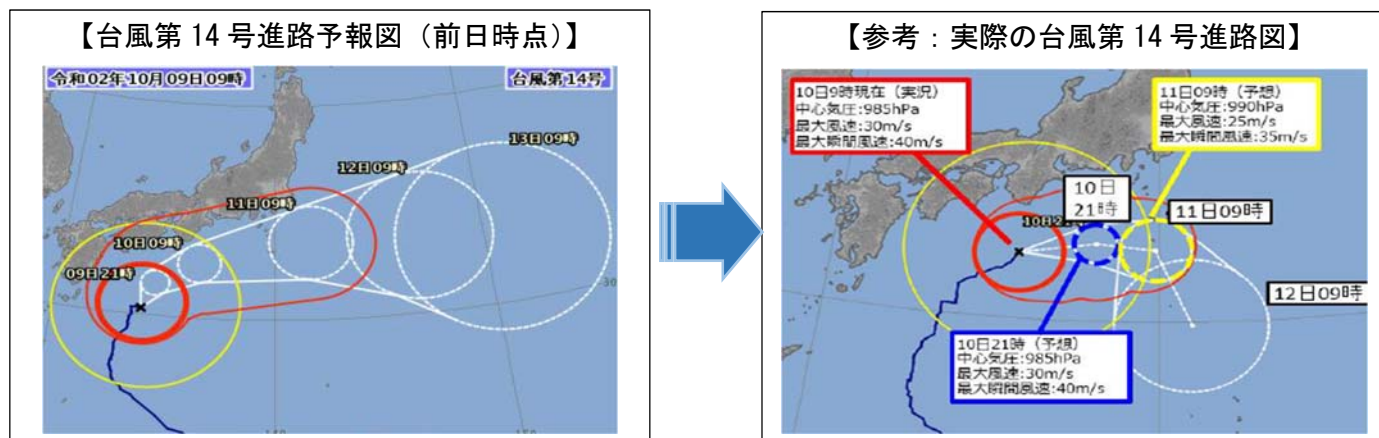 【台風第 14 号進路予報図（前日時点）】
令和02年10月09日09時
台風第14号
13日09時
12日09時
11日09時
10日09時
09日21時
30
140
150
【参考：実際の台風第 14 号進路図】
10日9時現在（実況）
中心気圧:985hPa
最大風速:30m/s
最大瞬間風速:40m/s
11日09時（予想）
中心気圧:990hPa
最大風速:25m/s
最大瞬間風速:35m/s
10日
21時
11日09時
12日09時
10日21時（予想）
中心気圧:985hPa
最大風速:30m/s
最大瞬間風速:40m/s